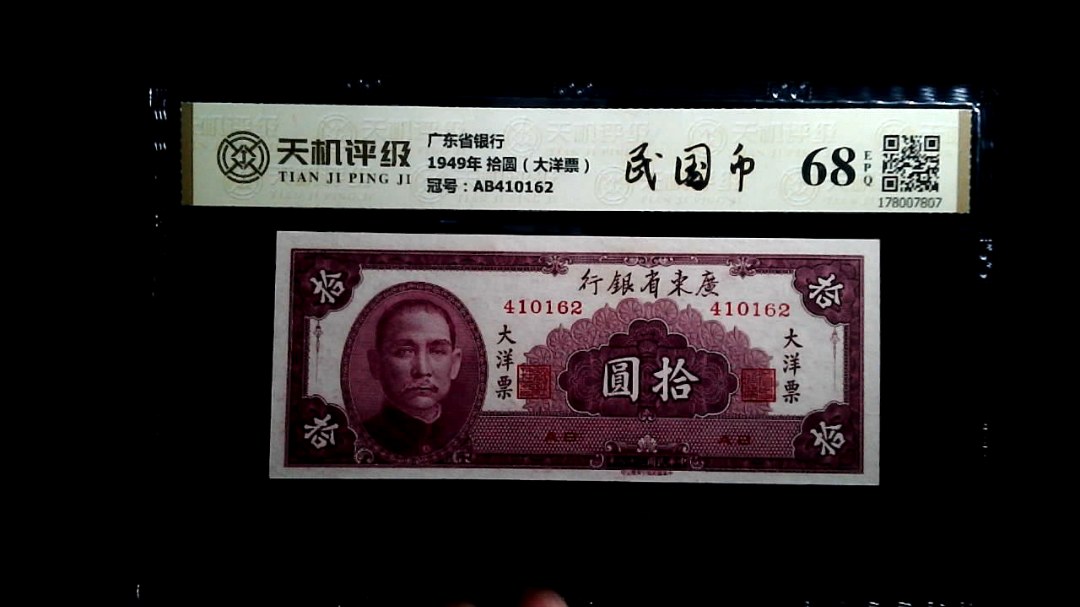 天机评级
TIAN JI PING JI
广东省银行
1949年 拾圆（大洋票）
冠号：AB410162
民国币
68
EPQ
178007807
拾
行銀省東廣
拾
410162
410162
大洋票
大洋票
圓拾
AB
AB
拾
拾